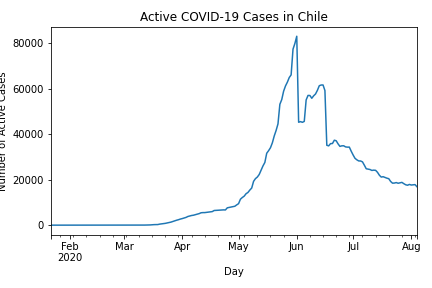 Active COVID-19 Cases in Chile
Number of Active Cases
80000
60000
40000
20000
0
Feb
2020
Mar
Apr
May
Jun
Jul
Aug
Day